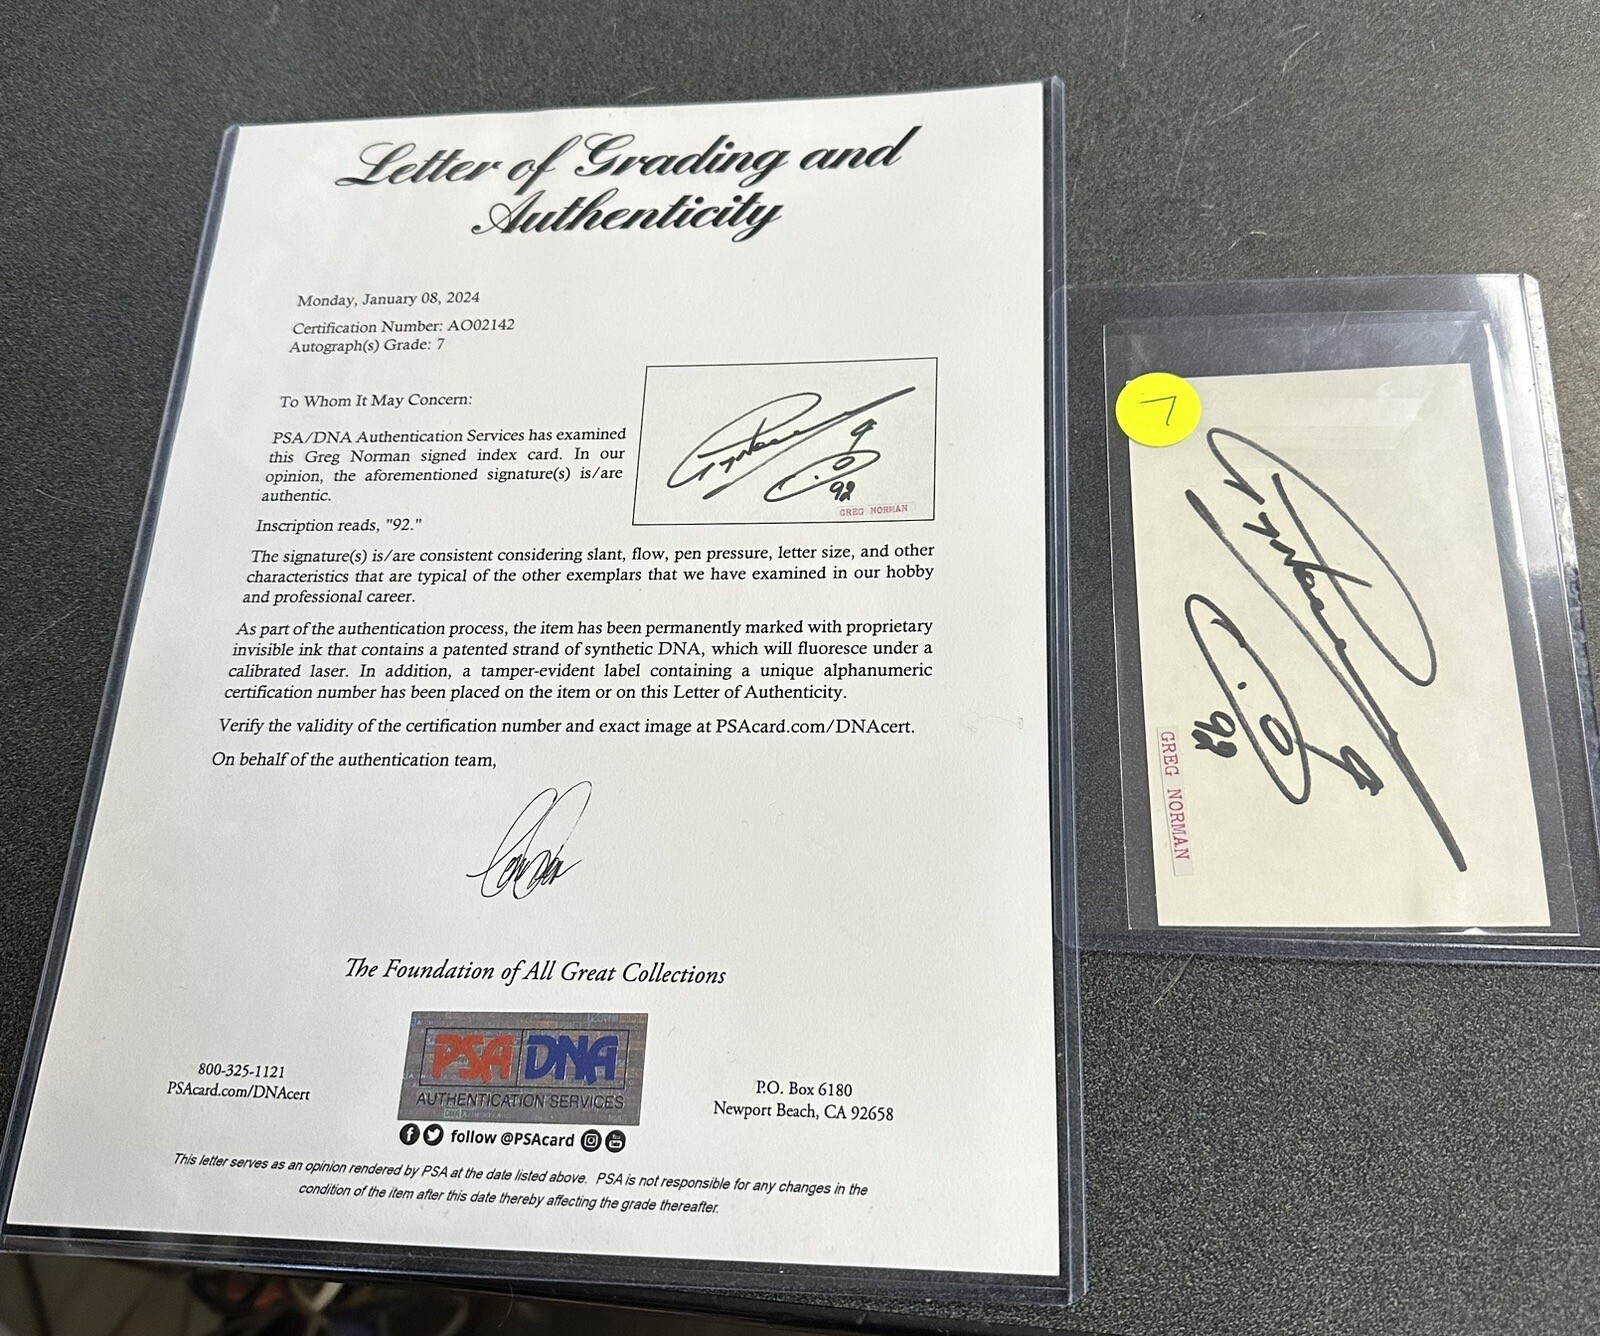 Letter of Grading and
Authenticity
Monday, January 08, 2024
Certification Number: AO02142
Autograph(s) Grade: 7
To Whom It May Concern:
PSA/DNA Authentication Services has examined
this Greg Norman signed index card. In our
opinion, the aforementioned signature(s) is/are
authentic.
Inscription reads, "92."
92
GREG NORMAN
The signature(s) is/are consistent considering slant, flow, pen pressure, letter size, and other
characteristics that are typical of the other exemplars that we have examined in our hobby
and professional career.
As part of the authentication process, the item has been permanently marked with proprietary
invisible ink that contains a patented strand of synthetic DNA, which will fluoresce under a
calibrated laser. In addition, a tamper-evident label containing a unique alphanumeric
certification number has been placed on the item or on this Letter of Authenticity.
Verify the validity of the certification number and exact image at PSAcard.com/DNAcert.
On behalf of the authentication team,
The Foundation of All Great Collections
PSA DNA
AUTHENTICATION SERVICES
800-325-1121
PSAcard.com/DNAcert
P.O. Box 6180
Newport Beach, CA 92658
follow @PSAcard
This letter serves as an opinion rendered by PSA at the date listed above. PSA is not responsible for any changes in the
condition of the item after this date thereby affecting the grade thereafter.
7
92
GREG NORMAN